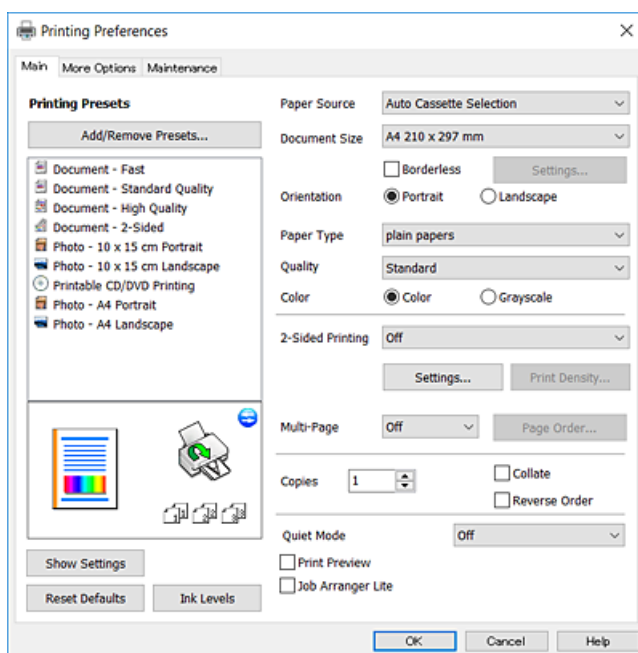 Printing Preferences
Main More Options Maintenance
Printing Presets
Add/Remove Presets...
Document - Fast
Document - Standard Quality
Document - High Quality
Document - 2-Sided
Photo - 10 x 15 cm Portrait
Photo - 10 x 15 cm Landscape
Printable CD/DVD Printing
Photo - A4 Portrait
Photo - A4 Landscape
Show Settings
Reset Defaults Ink Levels
Paper Source Auto Cassette Selection
Document Size A4 210 x 297 mm
Borderless Settings...
Orientation Portrait Landscape
Paper Type plain papers
Quality Standard
Color Color Grayscale
2-Sided Printing Off
Settings... Print Density...
Multi-Page Off Page Order...
Copies 1 Collate
Reverse Order
Quiet Mode Off
Print Preview
Job Arranger Lite
OK Cancel Help